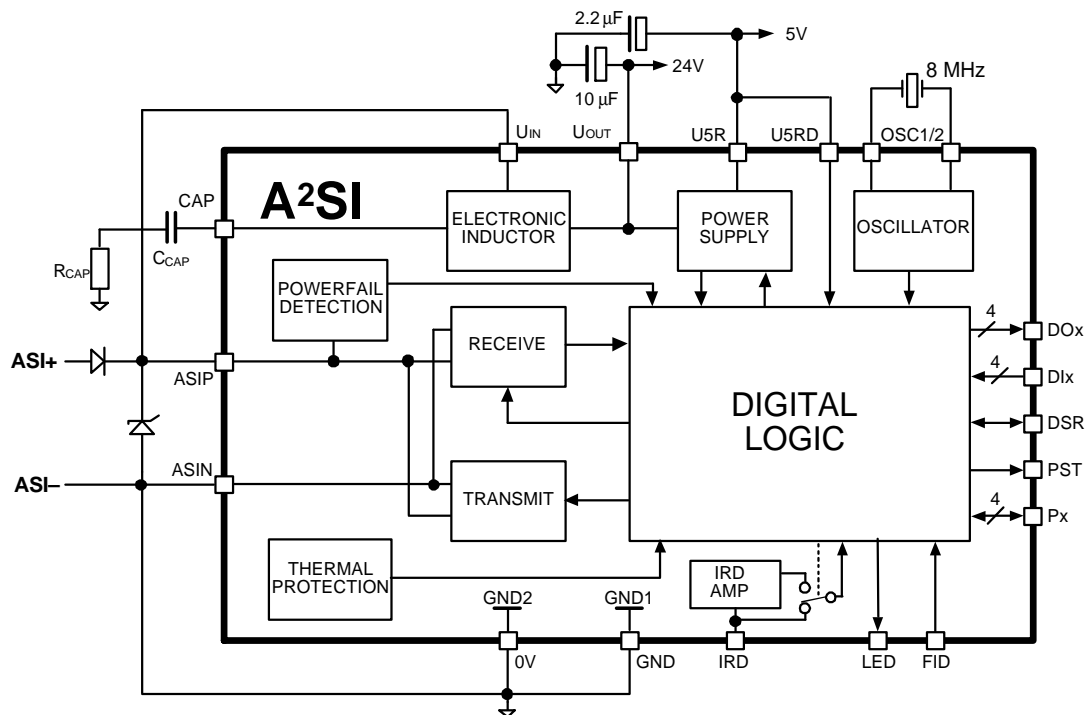 2.2 µF
5V
24V
10 µF
8 MHz
UIN
UOUT
U5R
U5RD
OSC1/2
A2SI
CAP
CCAP
RCAP
ELECTRONIC
INDUCTOR
POWER
SUPPLY
OSCILLATOR
POWERFAIL
DETECTION
RECEIVE
ASI+
ASIP
DIGITAL
LOGIC
4
DOx
4
DIx
DSR
PST
4
Px
ASIN
ASI–
TRANSMIT
THERMAL
PROTECTION
IRD
AMP
GND2
GND1
0V
GND
IRD
LED
FID